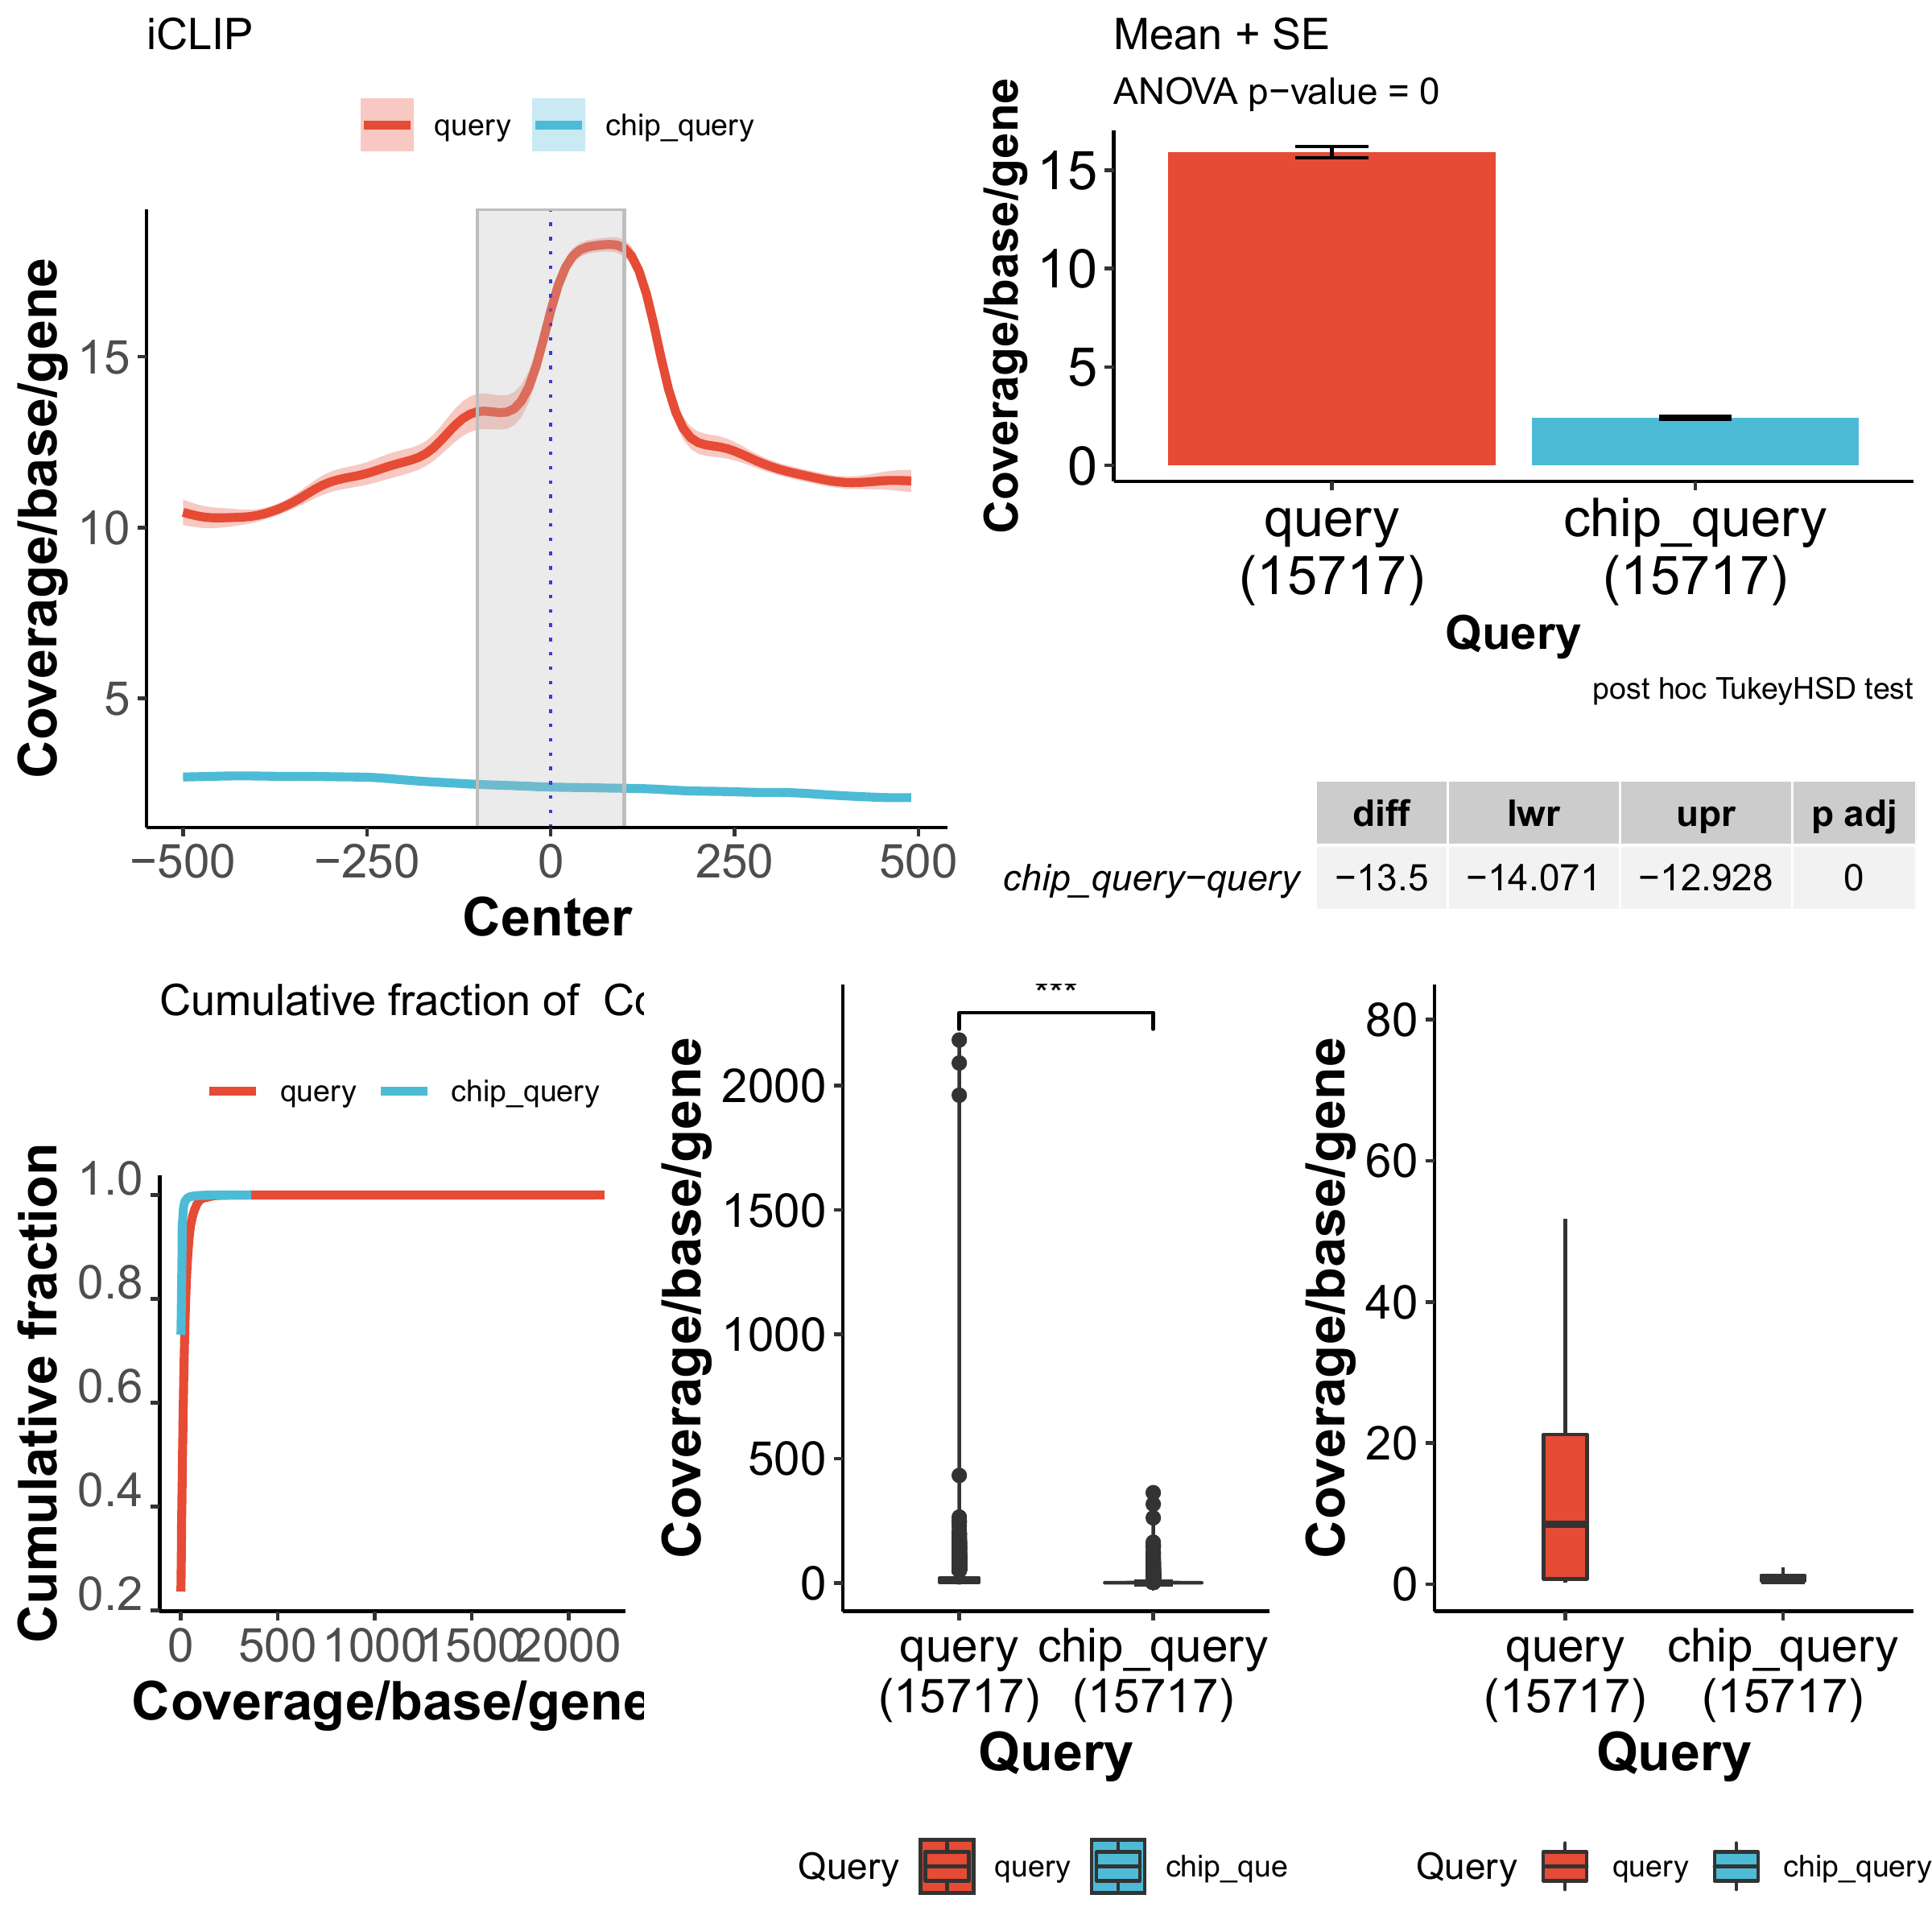 iCLIP
query
chip_query
Coverage/base/gene
15
10
5
−500
−250
0
250
500
Center
Mean + SE
ANOVA p−value = 0
Coverage/base/gene
15
10
5
0
query
(15717)
chip_query
(15717)
Query
post hoc TukeyHSD test
diff lwr upr p adj
chip_query−query −13.5 −14.071 −12.928 0
Cumulative fraction of
query
chip_query
Cumulative fraction
1.0
0.8
0.6
0.4
0.2
0
500
1000
1500
2000
Coverage/base/gene
***
Coverage/base/gene
2000
1500
1000
500
0
query
(15717)
chip_query
(15717)
Query
Query query chip_que
Coverage/base/gene
80
60
40
20
0
query
(15717)
chip_query
(15717)
Query
Query query chip_query